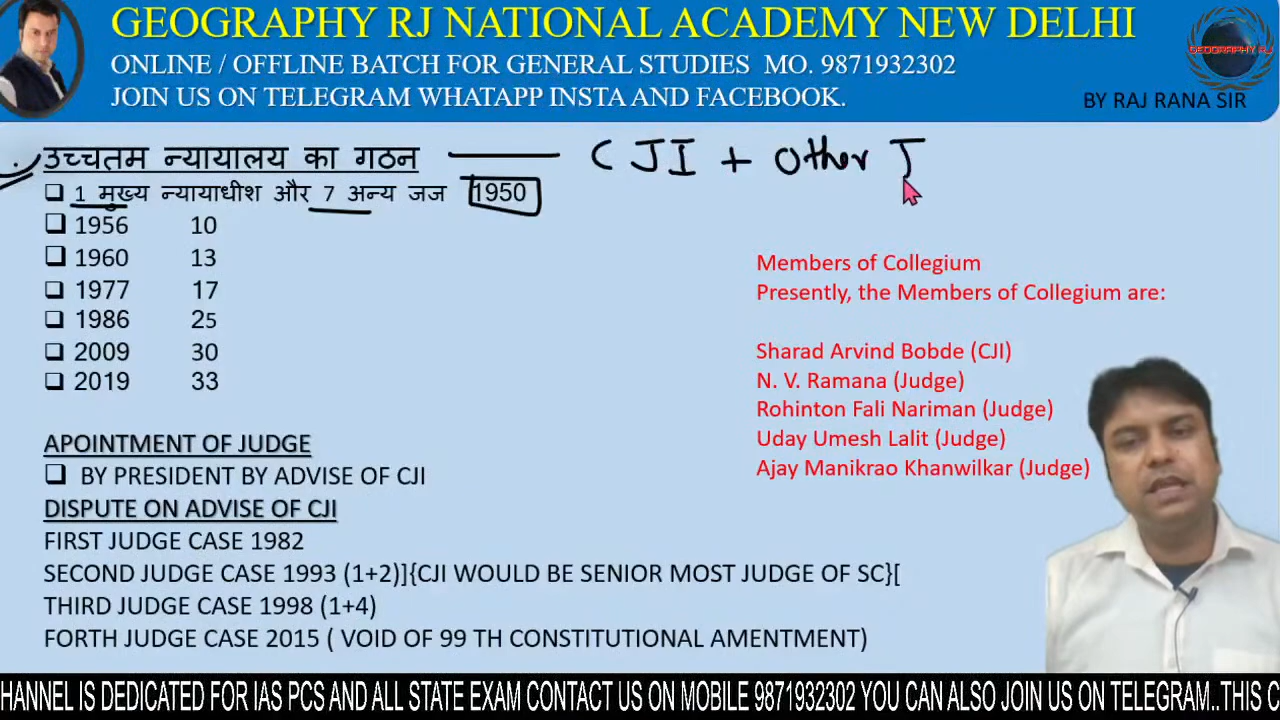 GEOGRAPHY RJ NATIONAL ACADEMY NEW DELHI
ONLINE / OFFLINE BATCH FOR GENERAL STUDIES MO. 9871932302
JOIN US ON TELEGRAM WHATAPP INSTA AND FACEBOOK.
GEOGRAPHY RJ
BY RAJ RANA SIR
उच्चतम न्यायालय का गठन CJI + Other J
1 मुख्य न्यायाधीश और 7 अन्य जज 1950
1956 10
1960 13
1977 17
1986 25
2009 30
2019 33
Members of Collegium
Presently, the Members of Collegium are:
Sharad Arvind Bobde (CJI)
N. V. Ramana (Judge)
Rohinton Fali Nariman (Judge)
Uday Umesh Lalit (Judge)
Ajay Manikrao Khanwilkar (Judge)
APOINTMENT OF JUDGE
BY PRESIDENT BY ADVISE OF CJI
DISPUTE ON ADVISE OF CJI
FIRST JUDGE CASE 1982
SECOND JUDGE CASE 1993 (1+2)]{CJI WOULD BE SENIOR MOST JUDGE OF SC}[
THIRD JUDGE CASE 1998 (1+4)
FORTH JUDGE CASE 2015 ( VOID OF 99 TH CONSTITUTIONAL AMENTMENT)
HANNEL IS DEDICATED FOR IAS PCS AND ALL STATE EXAM CONTACT US ON MOBILE 9871932302 YOU CAN ALSO JOIN US ON TELEGRAM..THIS C